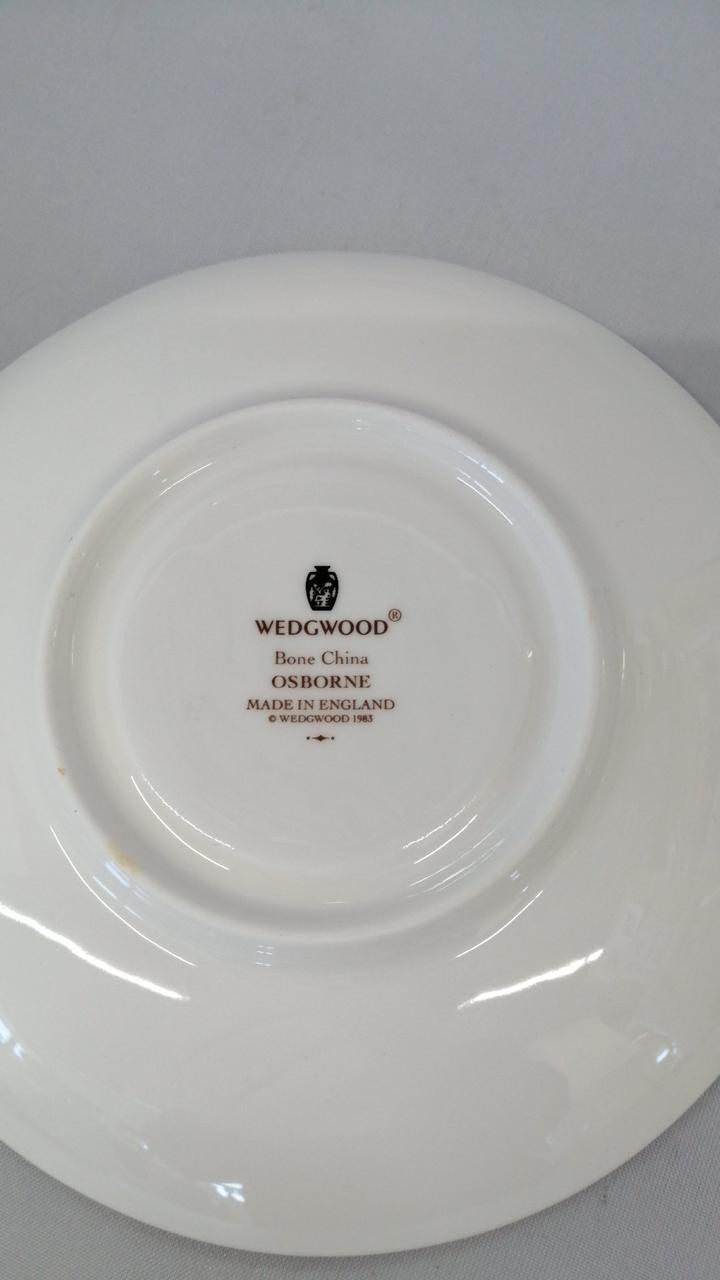 WEDGWOOD®
Bone China
OSBORNE
MADE IN ENGLAND
© WEDGWOOD 1983